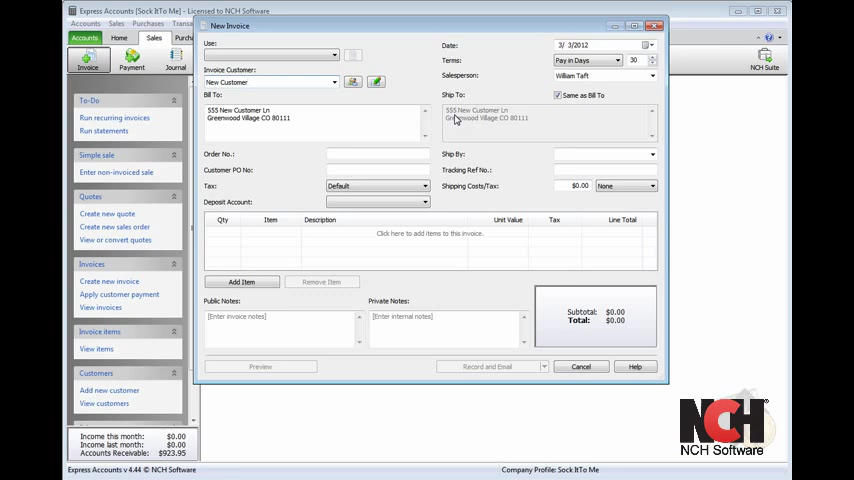 Express Accounts [Sock ItTo Me] - Licensed to NCH Software
Accounts Sales Purchases Transa
Accounts Home Sales Purcha
Invoice Payment Journal NCH Suite
To-Do
Run recurring invoices
Run statements
Simple sale
Enter non-invoiced sale
Quotes
Create new quote
Create new sales order
View or convert quotes
Invoices
Create new invoice
Apply customer payment
View invoices
Invoice items
View items
Customers
Add new customer
View customers
Income this month: $0.00
Income last month: $0.00
Accounts Receivable: $923.95
Express Accounts v 4.44 © NCH Software
Company Profile: Sock ItTo Me
New Invoice
Use:
Invoice Customer:
New Customer
Bill To:
555 New Customer Ln
Greenwood Village CO 80111
Date: 3/ 3/2012
Terms: Pay in Days 30
Salesperson: William Taft
Ship To: Same as Bill To
555 New Customer Ln
Greenwood Village CO 80111
Order No.:
Customer PO No:
Tax: Default
Deposit Account:
Ship By:
Tracking Ref No.:
Shipping Costs/Tax: $0.00 None
Qty Item Description Unit Value Tax Line Total
Click here to add items to this invoice.
Add Item Remove Item
Public Notes:
[Enter invoice notes]
Private Notes:
[Enter internal notes]
Subtotal: $0.00
Total: $0.00
Preview Record and Email Cancel Help
NCH
NCH Software